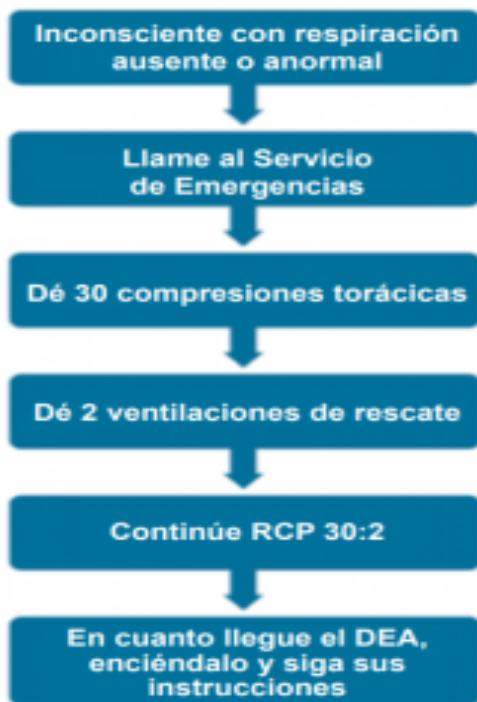 Inconsciente con respiración
ausente o anormal
Llame al Servicio
de Emergencias
Dé 30 compresiones torácicas
Dé 2 ventilaciones de rescate
Continúe RCP 30:2
En cuanto llegue el DEA,
enciéndalo y siga sus
instrucciones